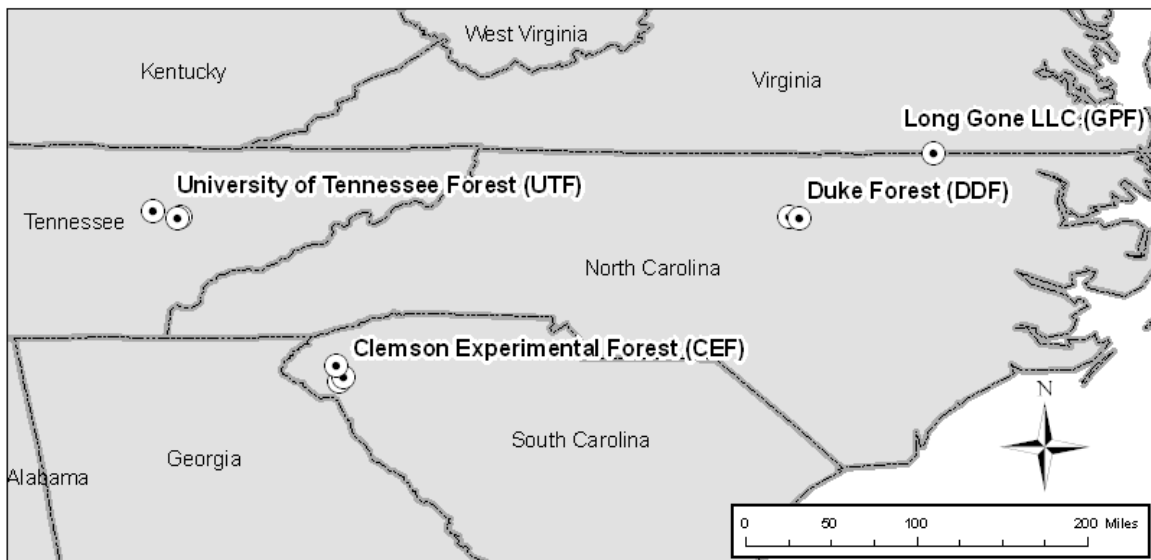 West Virginia
Kentucky
Virginia
Long Gone LLC (GPF)
University of Tennessee Forest (UTF)
Duke Forest (DDF)
Tennessee
North Carolina
Clemson Experimental Forest (CEF)
N
South Carolina
Georgia
Alabama
0 50 100 200 Miles